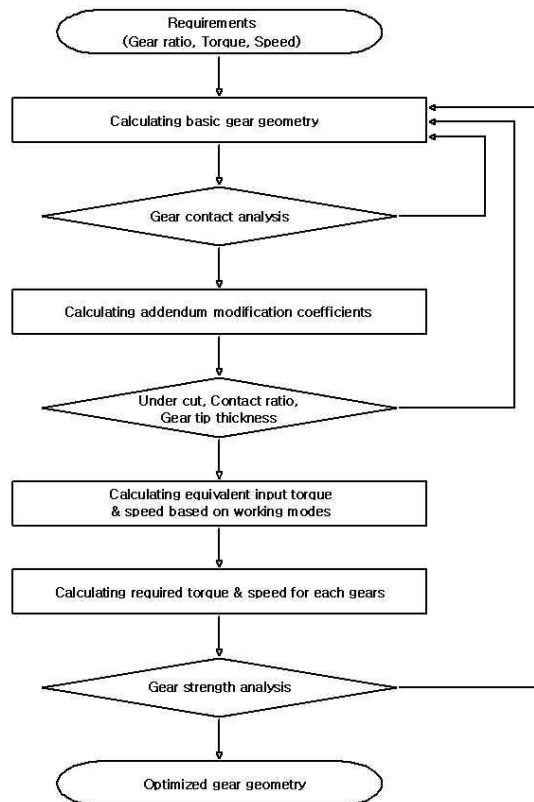 Requirements
(Gear ratio, Torque, Speed)
Calculating basic gear geometry
Gear contact analysis
Calculating addendum modification coefficients
Under cut, Contact ratio,
Gear tip thickness
Calculating equivalent input torque
& speed based on working modes
Calculating required torque & speed for each gears
Gear strength analysis
Optimized gear geometry